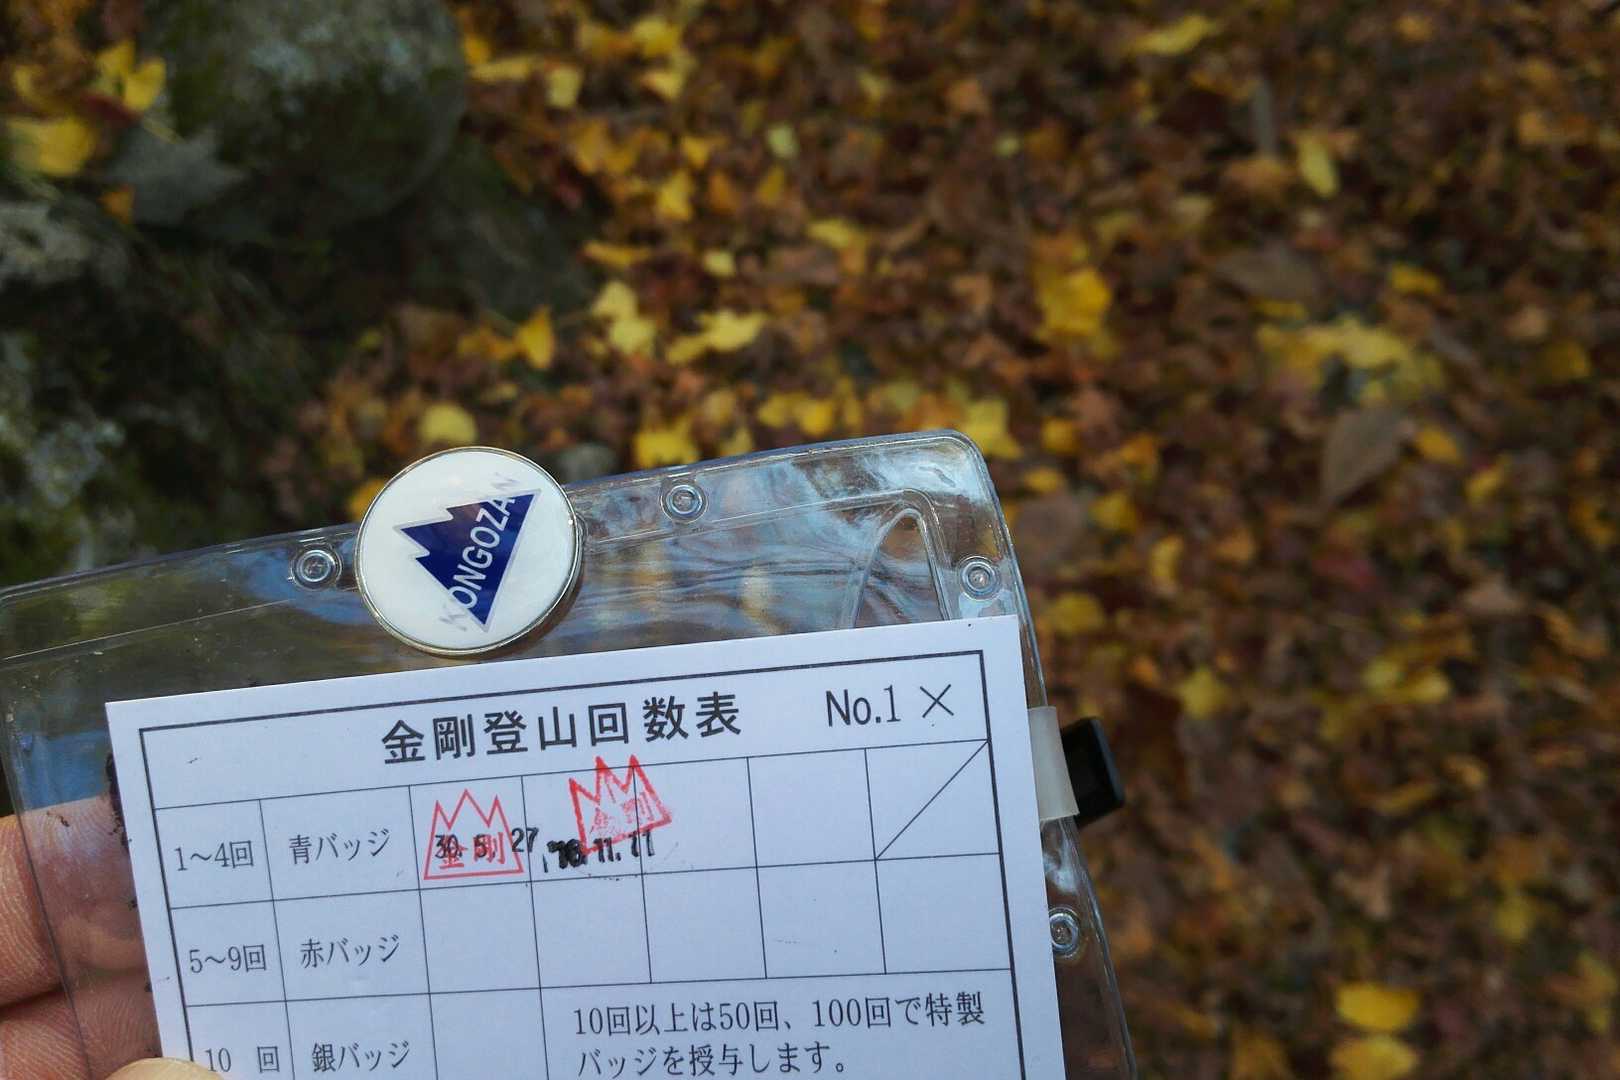 KONGOZAN
金剛登山回数表 No.1 ×
1～4回 青バッジ 金剛 30. 5. 27 金剛 '18.11.11
5～9回 赤バッジ
10回以上は50回、100回で特製
10 回 銀バッジ バッジを授与します。